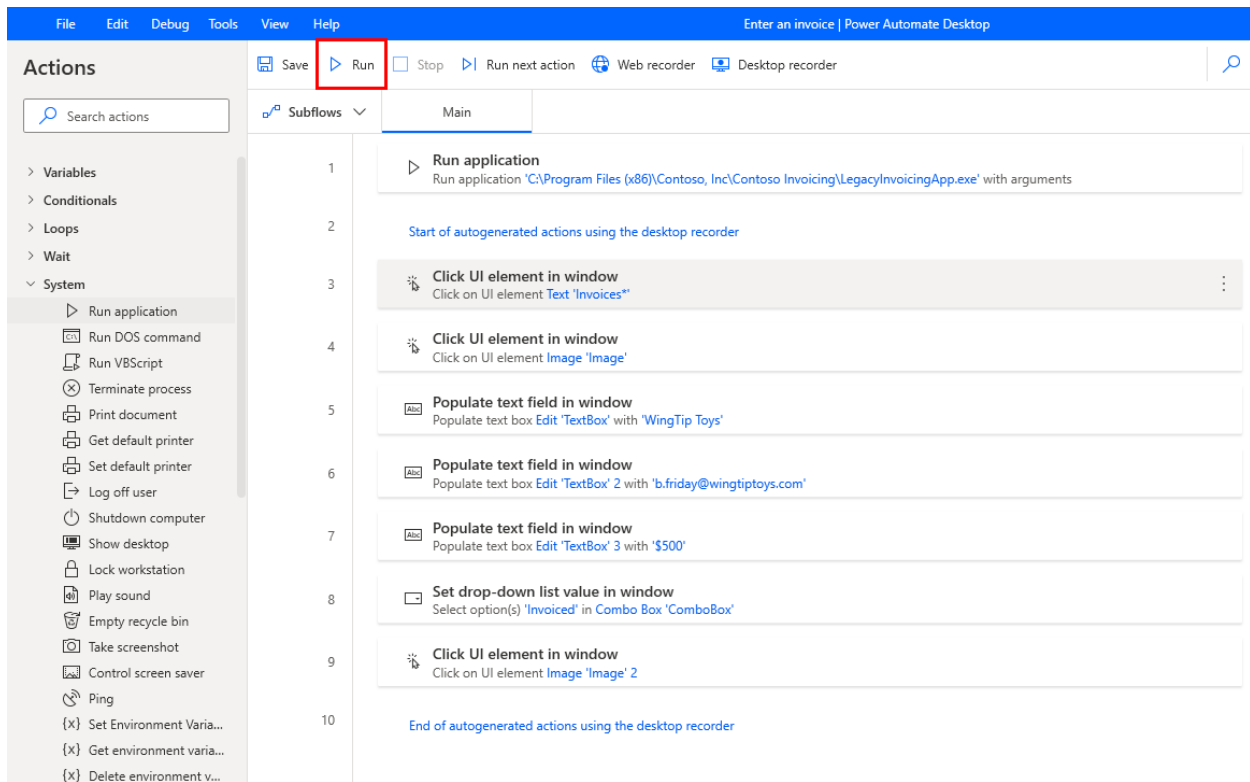 File Edit Debug Tools View Help Enter an invoice | Power Automate Desktop
Actions
Save Run Stop Run next action Web recorder Desktop recorder
Search actions
Subflows Main
Variables
Conditionals
Loops
Wait
System
Run application
Run DOS command
Run VBScript
Terminate process
Print document
Get default printer
Set default printer
Log off user
Shutdown computer
Show desktop
Lock workstation
Play sound
Empty recycle bin
Take screenshot
Control screen saver
Ping
{x} Set Environment Varia...
{x} Get environment varia...
{x} Delete environment v...
1 Run application
Run application 'C:\Program Files (x86)\Contoso, Inc\Contoso Invoicing\LegacyInvoicingApp.exe' with arguments
2 Start of autogenerated actions using the desktop recorder
3 Click UI element in window
Click on UI element Text 'Invoices*'
4 Click UI element in window
Click on UI element Image 'Image'
5 Abc Populate text field in window
Populate text box Edit 'TextBox' with 'WingTip Toys'
6 Abc Populate text field in window
Populate text box Edit 'TextBox' 2 with 'b.friday@wingtiptoys.com'
7 Abc Populate text field in window
Populate text box Edit 'TextBox' 3 with '$500'
8 Set drop-down list value in window
Select option(s) 'Invoiced' in Combo Box 'ComboBox'
9 Click UI element in window
Click on UI element Image 'Image' 2
10 End of autogenerated actions using the desktop recorder